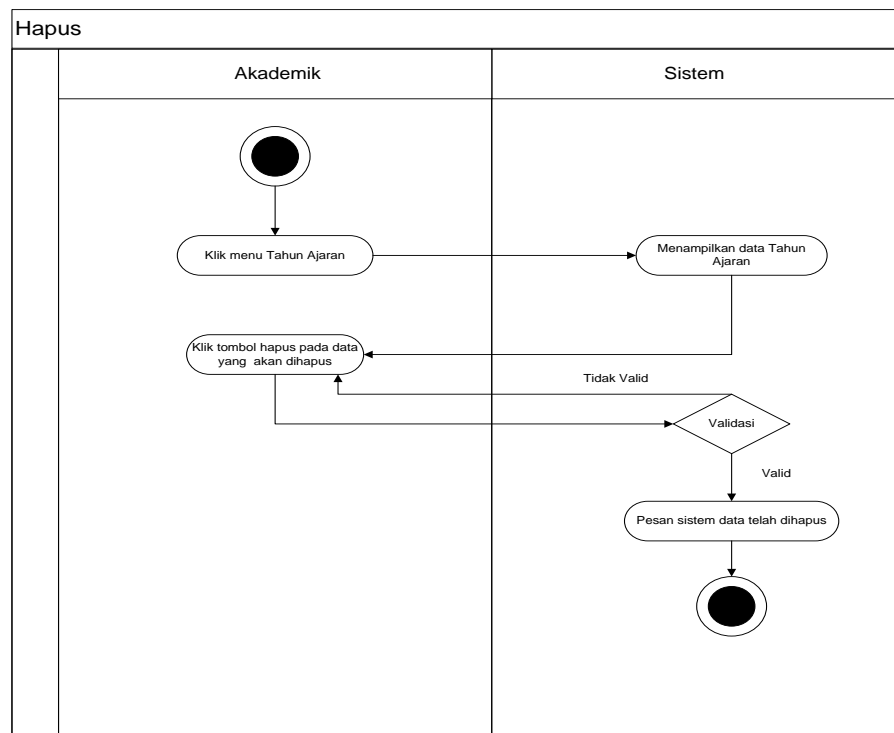 Hapus
Akademik
Sistem
Klik menu Tahun Ajaran
Menampilkan data Tahun
Ajaran
Klik tombol hapus pada data
yang akan dihapus
Tidak Valid
Validasi
Valid
Pesan sistem data telah dihapus